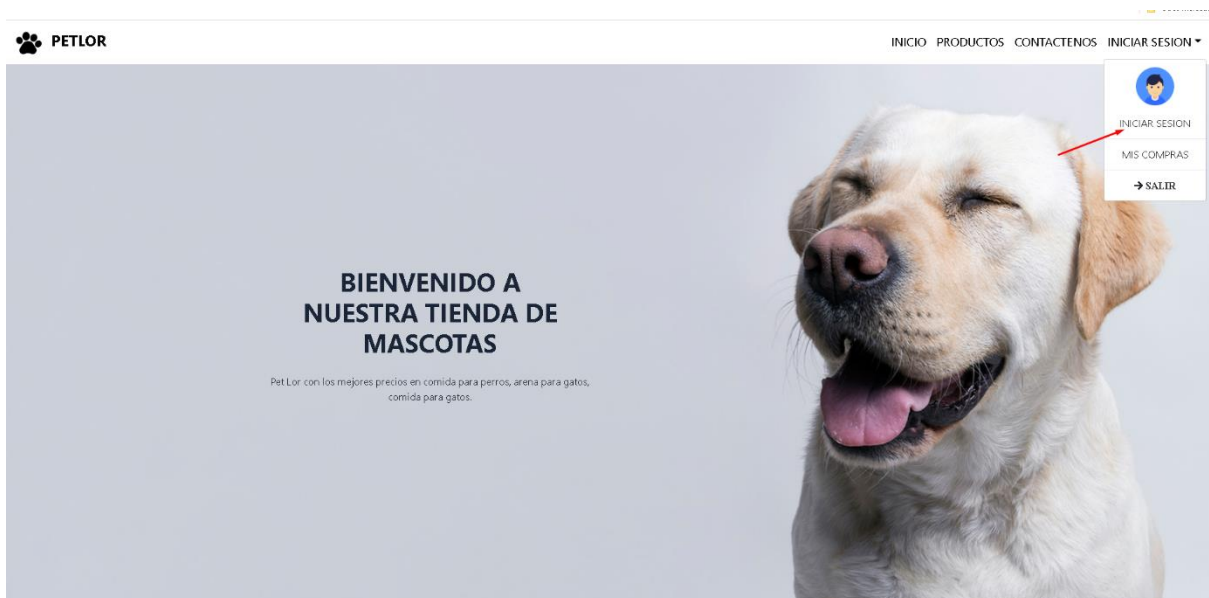 PETLOR
INICIO PRODUCTOS CONTACTENOS INICIAR SESION
INICIAR SESION
MIS COMPRAS
SALIR
BIENVENIDO A
NUESTRA TIENDA DE
MASCOTAS
Pet Lor con los mejores precios en comida para perros, arena para gatos,
comida para gatos.